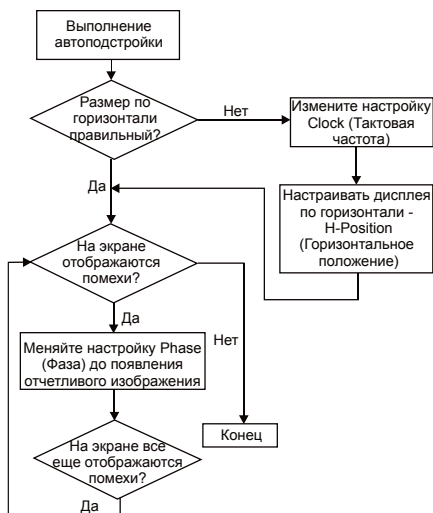 Выполнение
автоподстройки
Размер по
горизонтали
правильный?
Нет
Измените настройку
Clock (Тактовая
частота)
Да
Настраивать дисплея
по горизонтали -
H-Position
(Горизонтальное
положение)
На экране
отображаются
помехи?
Да
Нет
Меняйте настройку Phase
(Фаза) до появления
отчетливого изображения
Конец
На экране все
еще отображаются
помехи?
Да